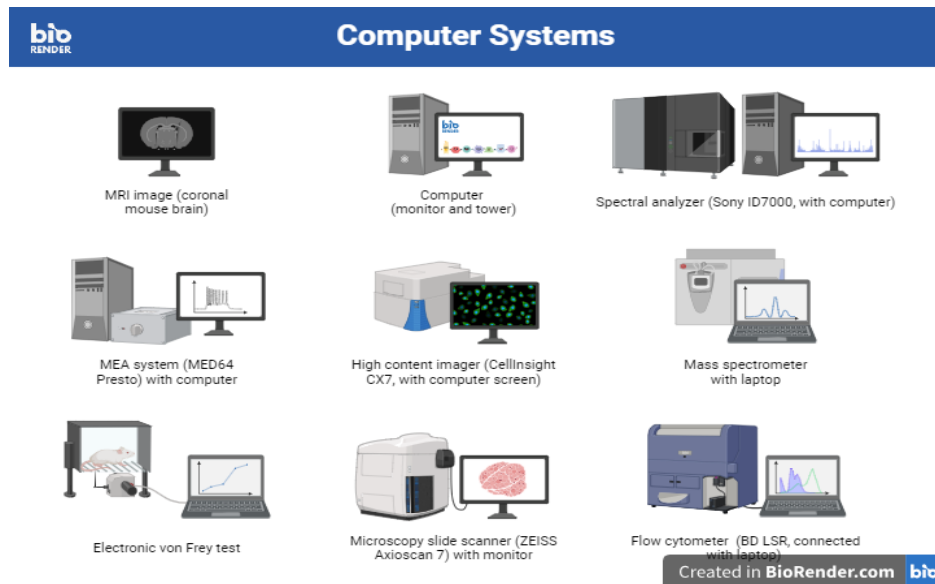 bio
RENDER
Computer Systems
bio
MRI image (coronal
mouse brain)
Computer
(monitor and tower)
Spectral analyzer (Sony ID7000, with computer)
MEA system (MED64
Presto) with computer
High content imager (CellInsight
CX7, with computer screen)
Mass spectrometer
with laptop
Electronic von Frey test
Microscopy slide scanner (ZEISS
Axioscan 7) with monitor
Flow cytometer (BD LSR, connected
with laptop)
Created in BioRender.com
bio